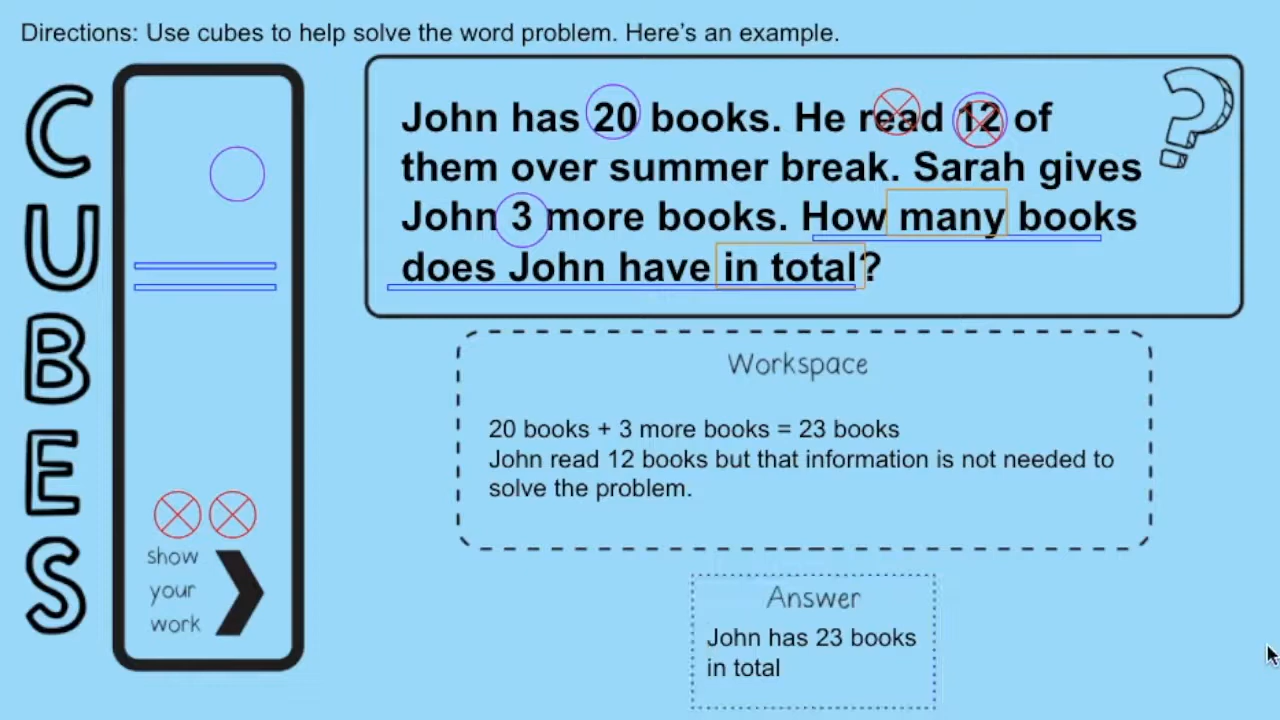 Directions: Use cubes to help solve the word problem. Here's an example.
C
U
B
E
S
show
your
work
John has 20 books. He read 12 of
them over summer break. Sarah gives
John 3 more books. How many books
does John have in total?
?
Workspace
20 books + 3 more books = 23 books
John read 12 books but that information is not needed to
solve the problem.
Answer
John has 23 books
in total